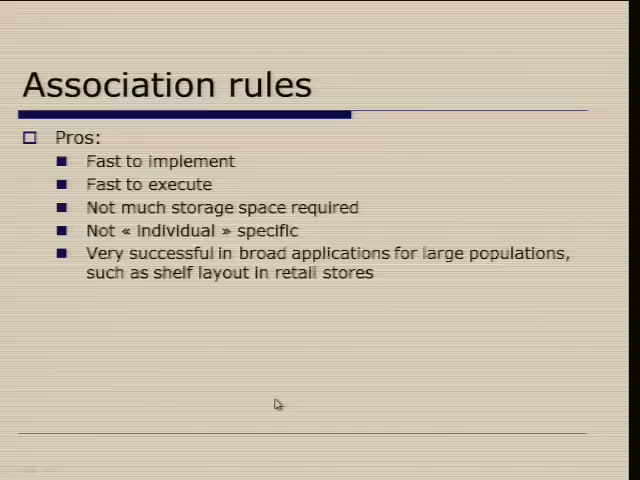 Association rules
Pros:
Fast to implement
Fast to execute
Not much storage space required
Not « individual » specific
Very successful in broad applications for large populations,
such as shelf layout in retail stores